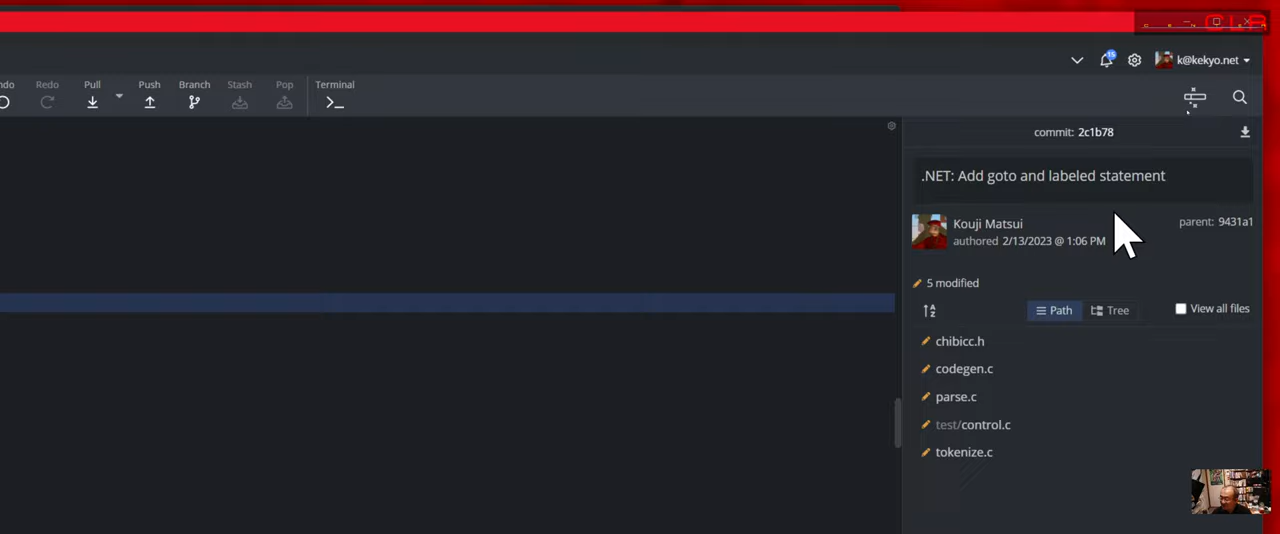 k@kekyo.net
15
Redo
Pull
Push
Branch
Stash
Pop
Terminal
commit: 2c1b78
.NET: Add goto and labeled statement
Kouji Matsui
parent: 9431a1
authored 2/13/2023 @ 1:06 PM
5 modified
Path
Tree
View all files
chibicc.h
codegen.c
parse.c
test/control.c
tokenize.c